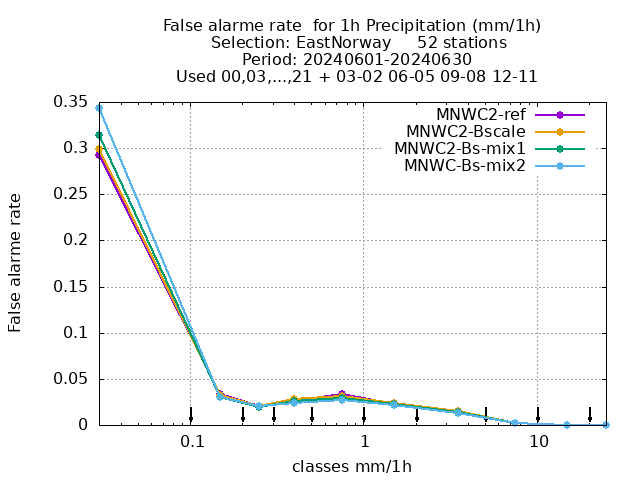 False alarme rate  for 1h Precipitation (mm/1h)
Selection: EastNorway     52 stations
Period: 20240601-20240630
Used 00,03,...,21 + 03-02 06-05 09-08 12-11
MNWC2-ref
MNWC2-Bscale
MNWC2-Bs-mix1
MNWC-Bs-mix2
0.35
0.3
0.25
0.2
0.15
0.1
0.05
0
False alarme rate
0.1 1 10
classes mm/1h